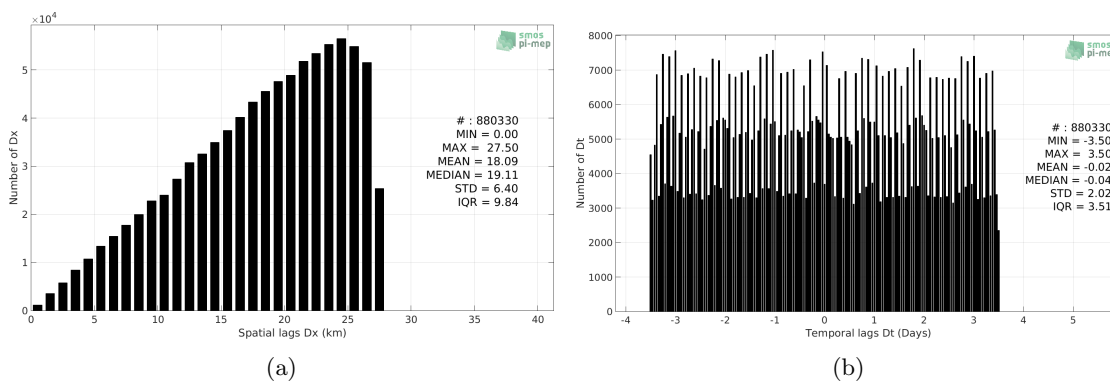 ×10⁴
5
4
3
2
1
0
Number of Dx
0 5 10 15 20 25 30 35 40
Spatial lags Dx (km)
smos
pi-mep
# : 880330
MIN = 0.00
MAX = 27.50
MEAN = 18.09
MEDIAN = 19.11
STD = 6.40
IQR = 9.84
(a)
8000
7000
6000
5000
4000
3000
2000
1000
0
Number of Dt
-4 -3 -2 -1 0 1 2 3 4 5
Temporal lags Dt (Days)
smos
pi-mep
# : 880330
MIN = -3.50
MAX = 3.50
MEAN = -0.02
MEDIAN = -0.04
STD = 2.02
IQR = 3.51
(b)